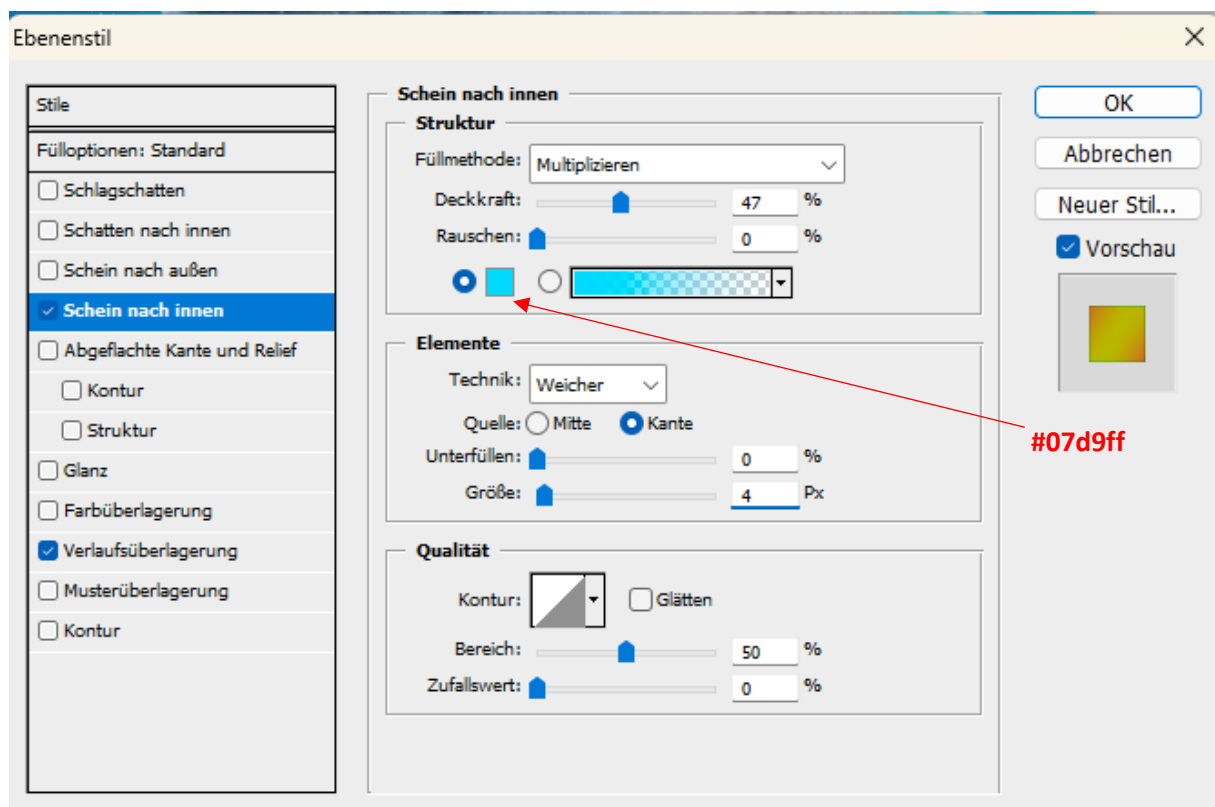 Ebenenstil
Stile
Fülloptionen: Standard
Schlagschatten
Schatten nach innen
Schein nach außen
Schein nach innen
Abgeflachte Kante und Relief
Kontur
Struktur
Glanz
Farbüberlagerung
Verlaufsüberlagerung
Musterüberlagerung
Kontur
Schein nach innen
Struktur
Füllmethode: Multiplizieren
Deckkraft: 47 %
Rauschen: 0 %
Elemente
Technik: Weicher
Quelle: Mitte Kante
Unterfüllen: 0 %
Größe: 4 Px
Qualität
Kontur: Glätten
Bereich: 50 %
Zufallswert: 0 %
OK
Abbrechen
Neuer Stil...
Vorschau
#07d9ff